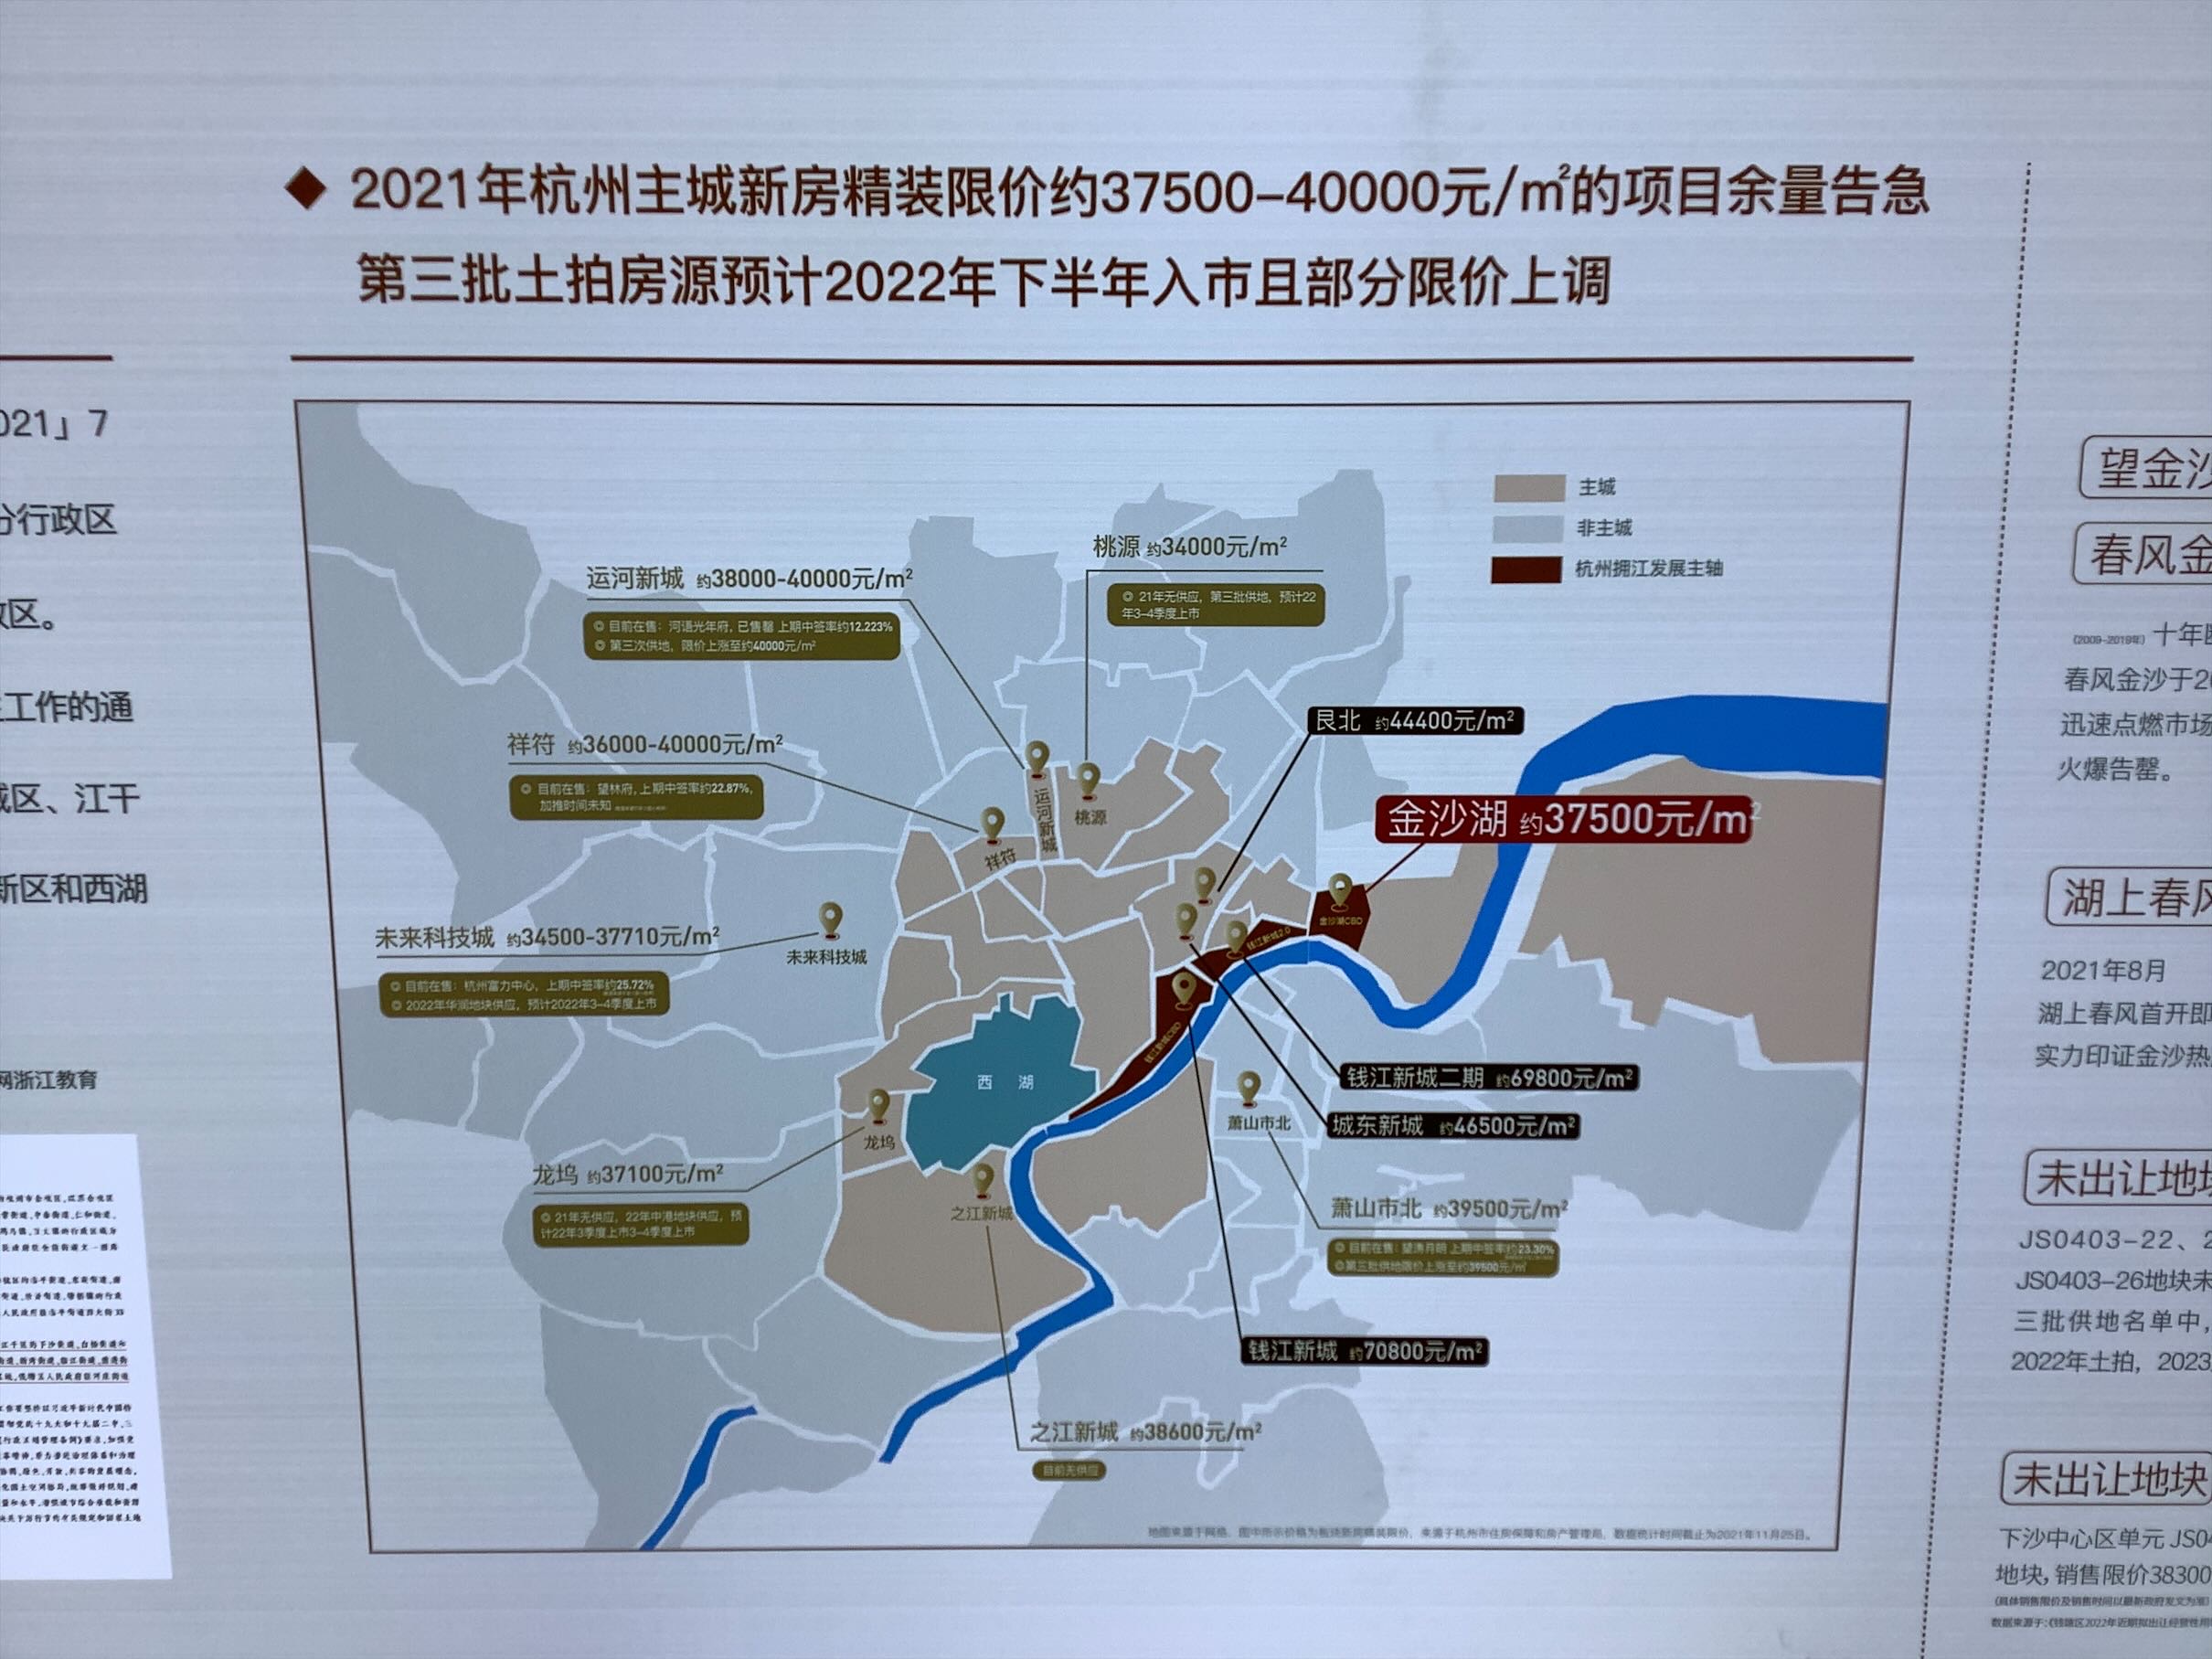 2021年杭州主城新房精装限价约37500-40000元/㎡的项目余量告急
第三批土拍房源预计2022年下半年入市且部分限价上调
021」7
分行政区
政区。
工作的通
城区、江干
新区和西湖
网浙江教育
主城
非主城
杭州拥江发展主轴
桃源 约34000元/m²
◎ 21年无供应，第三批供地，预计22
年3-4季度上市
运河新城 约38000-40000元/m²
◎ 目前在售：河语光年府, 已售罄 上期中签率约12.223%
◎ 第三次供地，限价上涨至约40000元/m²
艮北 约44400元/m²
祥符 约36000-40000元/m²
◎ 目前在售：望林府, 上期中签率约22.87%,
加推时间未知
金沙湖 约37500元/m²
运河新城
桃源
祥符
金沙湖CBD
钱江新城2.0
钱江新城CBD
未来科技城 约34500-37710元/m²
未来科技城
◎ 目前在售：杭州富力中心，上期中签率约25.72%
◎ 2022年华润地块供应，预计2022年3-4季度上市
西 湖
钱江新城二期 约69800元/m²
城东新城 约46500元/m²
萧山市北
龙坞
龙坞 约37100元/m²
◎ 21年无供应，22年中港地块供应，预
计22年3季度上市3-4季度上市
之江新城
萧山市北 约39500元/m²
◎ 目前在售：望涛月明 上期中签率约23.30%
◎第三批供地限价上涨至约39500元/m²
钱江新城 约70800元/m²
之江新城 约38600元/m²
目前无供应
地图来源于网络，图中所示价格为板块新房精装限价，来源于杭州市住房保障和房产管理局，数据统计时间截止为2021年11月25日。
望金沙
春风金
(2009-2019年) 十年
春风金沙于2
迅速点燃市场
火爆告罄。
湖上春风
2021年8月
湖上春风首开即
实力印证金沙热
未出让地块
JS0403-22、2
JS0403-26地块未
三批供地名单中,
2022年土拍，2023
未出让地块
下沙中心区单元 JS04
地块, 销售限价38300
(具体销售限价及销售时间以最新政府发文为准)